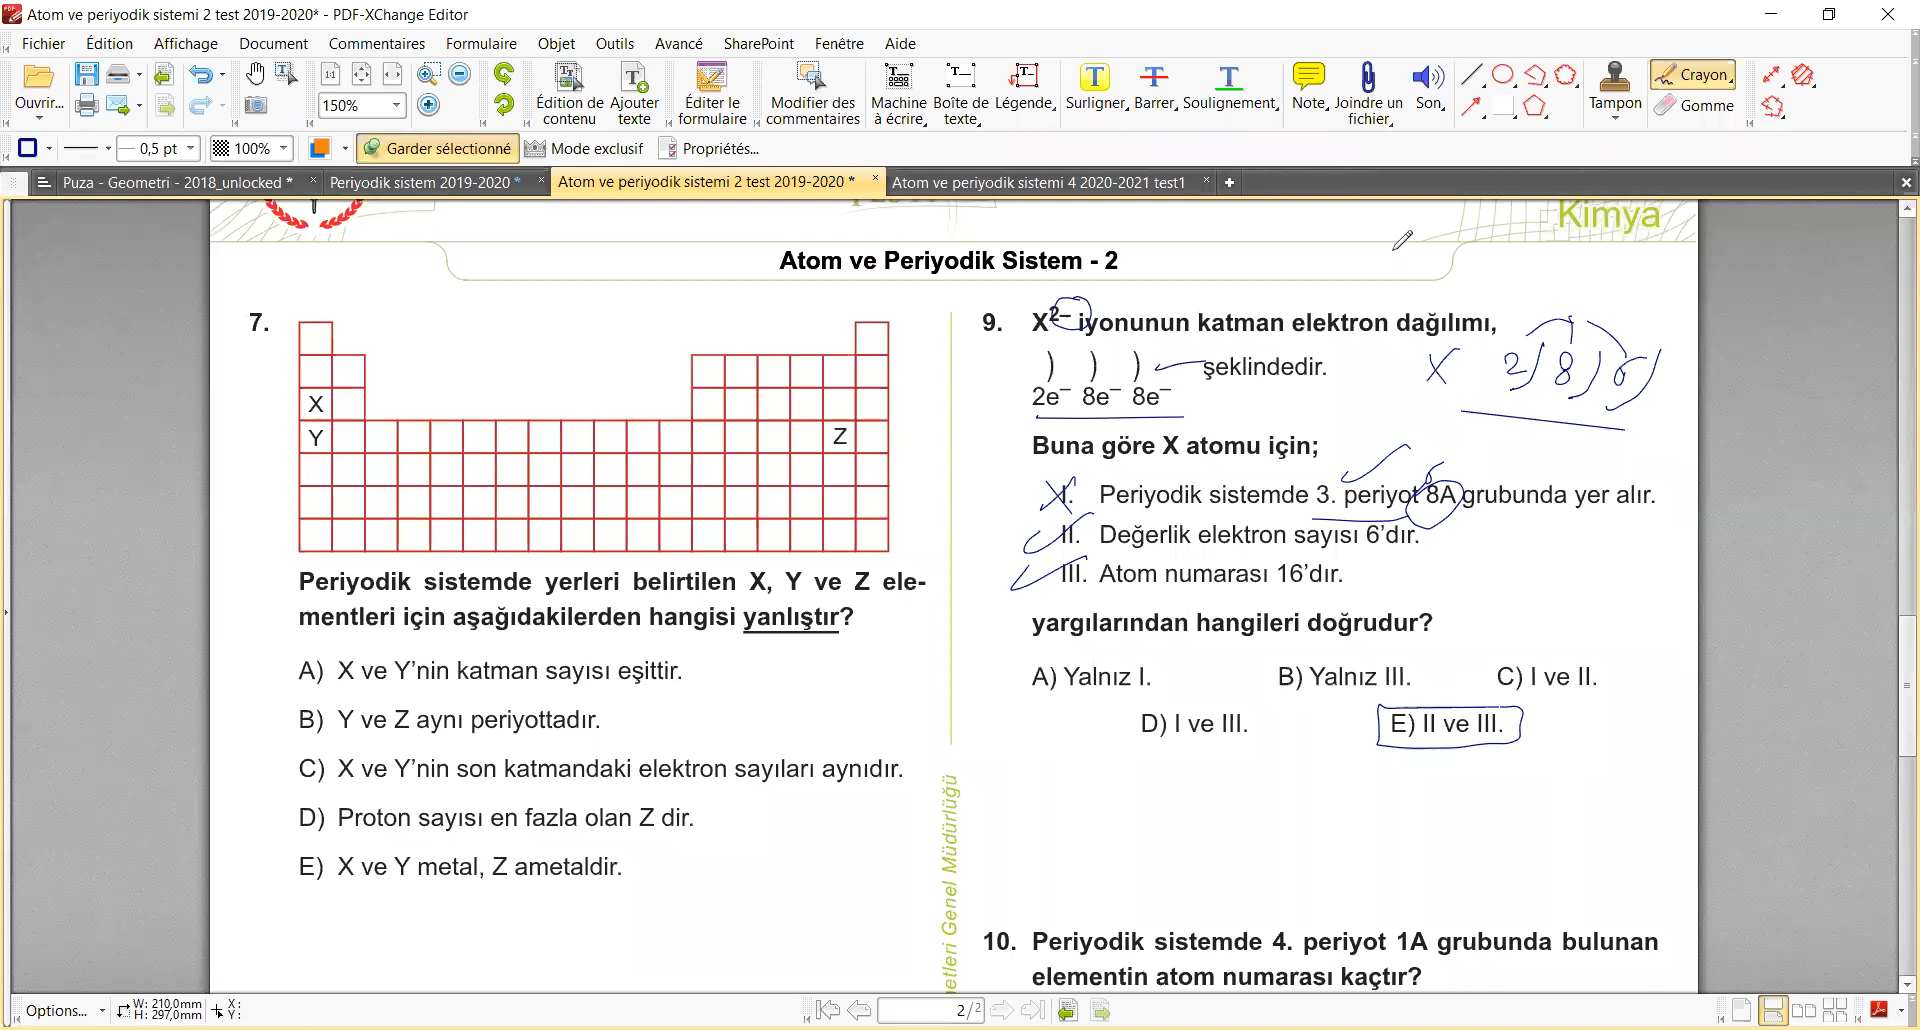 Atom ve periyodik sistemi 2 test 2019-2020* - PDF-XChange Editor
Fichier Édition Affichage Document Commentaires Formulaire Objet Outils Avancé SharePoint Fenêtre Aide
Ouvrir...
150%
Édition de contenu
Ajouter texte
Éditer le formulaire
Modifier des commentaires
Machine à écrire
Boîte de texte
Légende
Surligner
Barrer
Soulignement
Note
Joindre un fichier
Son
Tampon
Crayon
Gomme
0,5 pt 100% Garder sélectionné Mode exclusif Propriétés...
Puza - Geometri - 2018_unlocked * Periyodik sistem 2019-2020 * Atom ve periyodik sistemi 2 test 2019-2020 * Atom ve periyodik sistemi 4 2020-2021 test1
Kimya
Atom ve Periyodik Sistem - 2
7.
X
Y Z
Periyodik sistemde yerleri belirtilen X, Y ve Z ele-
mentleri için aşağıdakilerden hangisi yanlıştır?
A) X ve Y'nin katman sayısı eşittir.
B) Y ve Z aynı periyottadır.
C) X ve Y'nin son katmandaki elektron sayıları aynıdır.
D) Proton sayısı en fazla olan Z dir.
E) X ve Y metal, Z ametaldir.
etleri Genel Müdürlüğü
9. X2– iyonunun katman elektron dağılımı,
) ) ) şeklindedir.
2e– 8e– 8e–
X 2) 8) 6)
Buna göre X atomu için;
6
I. Periyodik sistemde 3. periyot 8A grubunda yer alır.
II. Değerlik elektron sayısı 6'dır.
III. Atom numarası 16'dır.
yargılarından hangileri doğrudur?
A) Yalnız I. B) Yalnız III. C) I ve II.
D) I ve III. E) II ve III.
10. Periyodik sistemde 4. periyot 1A grubunda bulunan
elementin atom numarası kaçtır?
Options... W: 210,0mm H: 297,0mm X: Y: 2/2